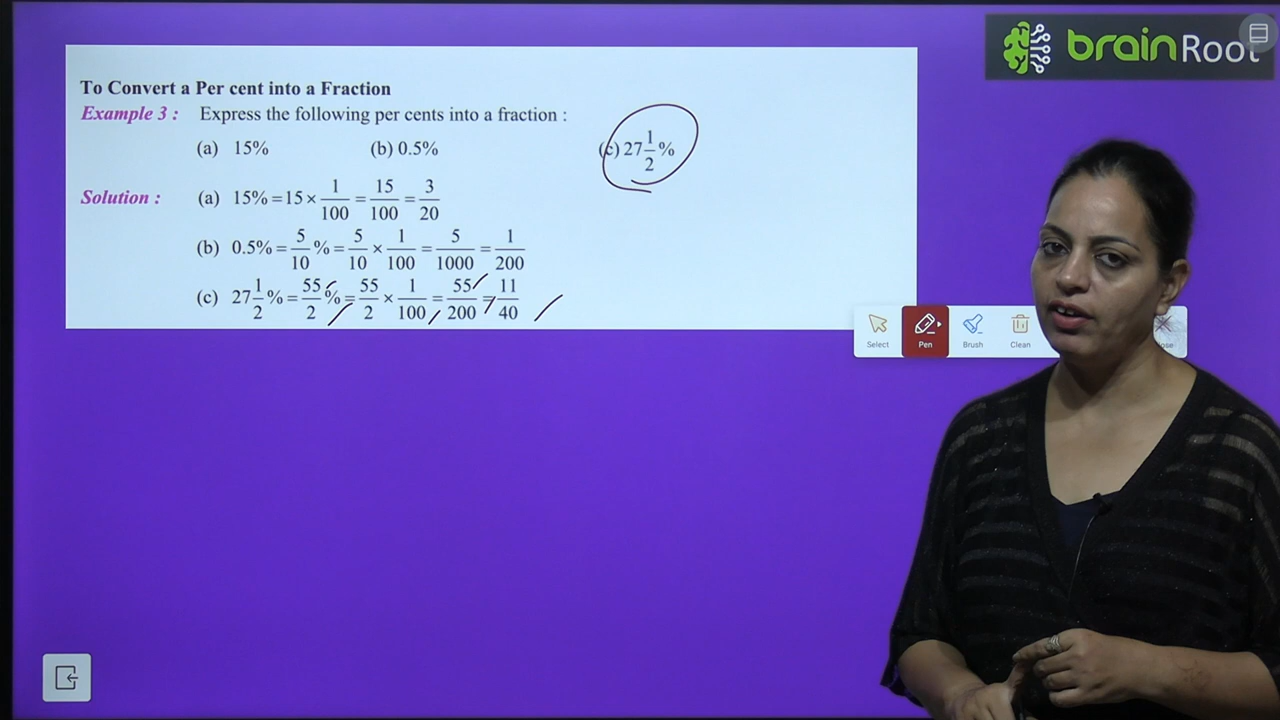 brainRoot
To Convert a Per cent into a Fraction
Example 3 : Express the following per cents into a fraction :
(a) 15% (b) 0.5% (c) 27 1/2 %
Solution : (a) 15% = 15 × 1/100 = 15/100 = 3/20
(b) 0.5% = 5/10 % = 5/10 × 1/100 = 5/1000 = 1/200
(c) 27 1/2 % = 55/2 % = 55/2 × 1/100 = 55/200 = 11/40
Select Pen Brush Clean